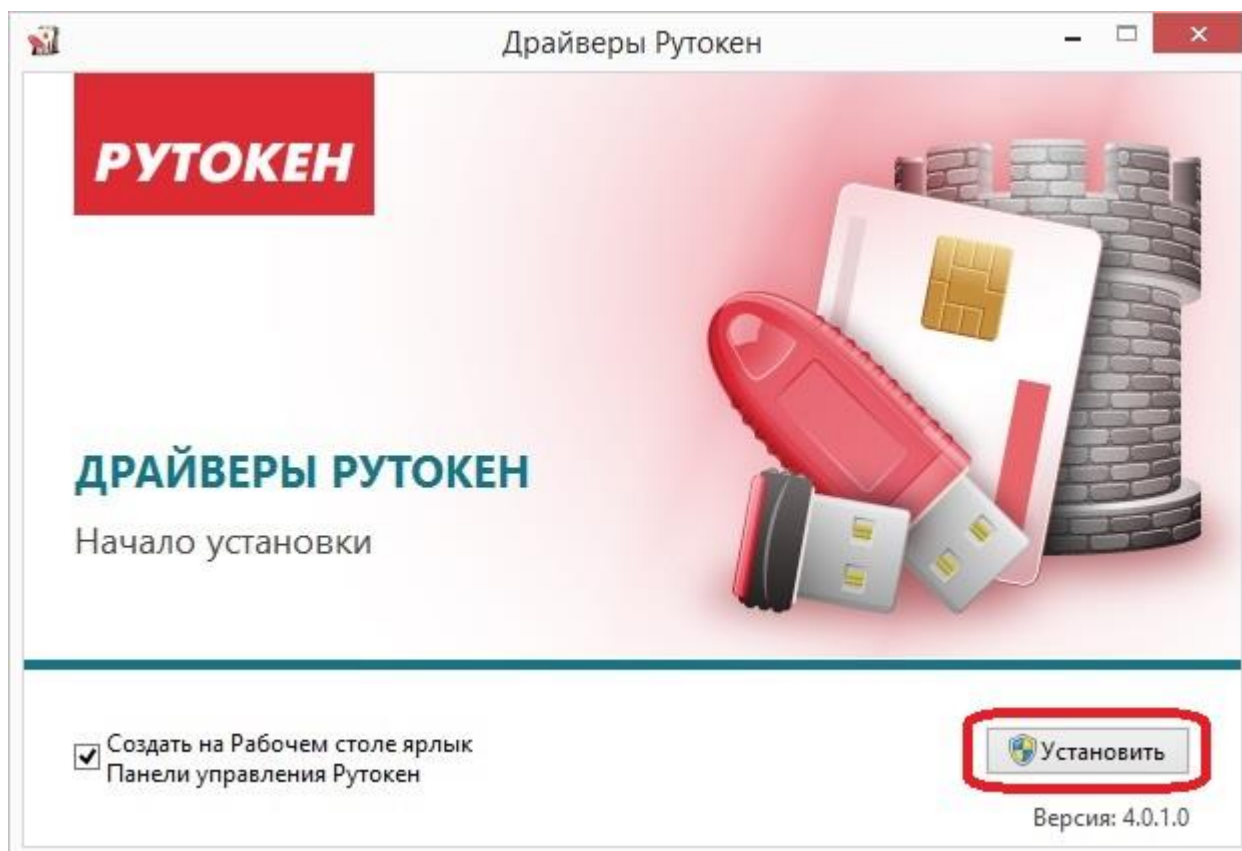 Драйверы Рутокен
РУТОКЕН
ДРАЙВЕРЫ РУТОКЕН
Начало установки
Создать на Рабочем столе ярлык
Панели управления Рутокен
Установить
Версия: 4.0.1.0